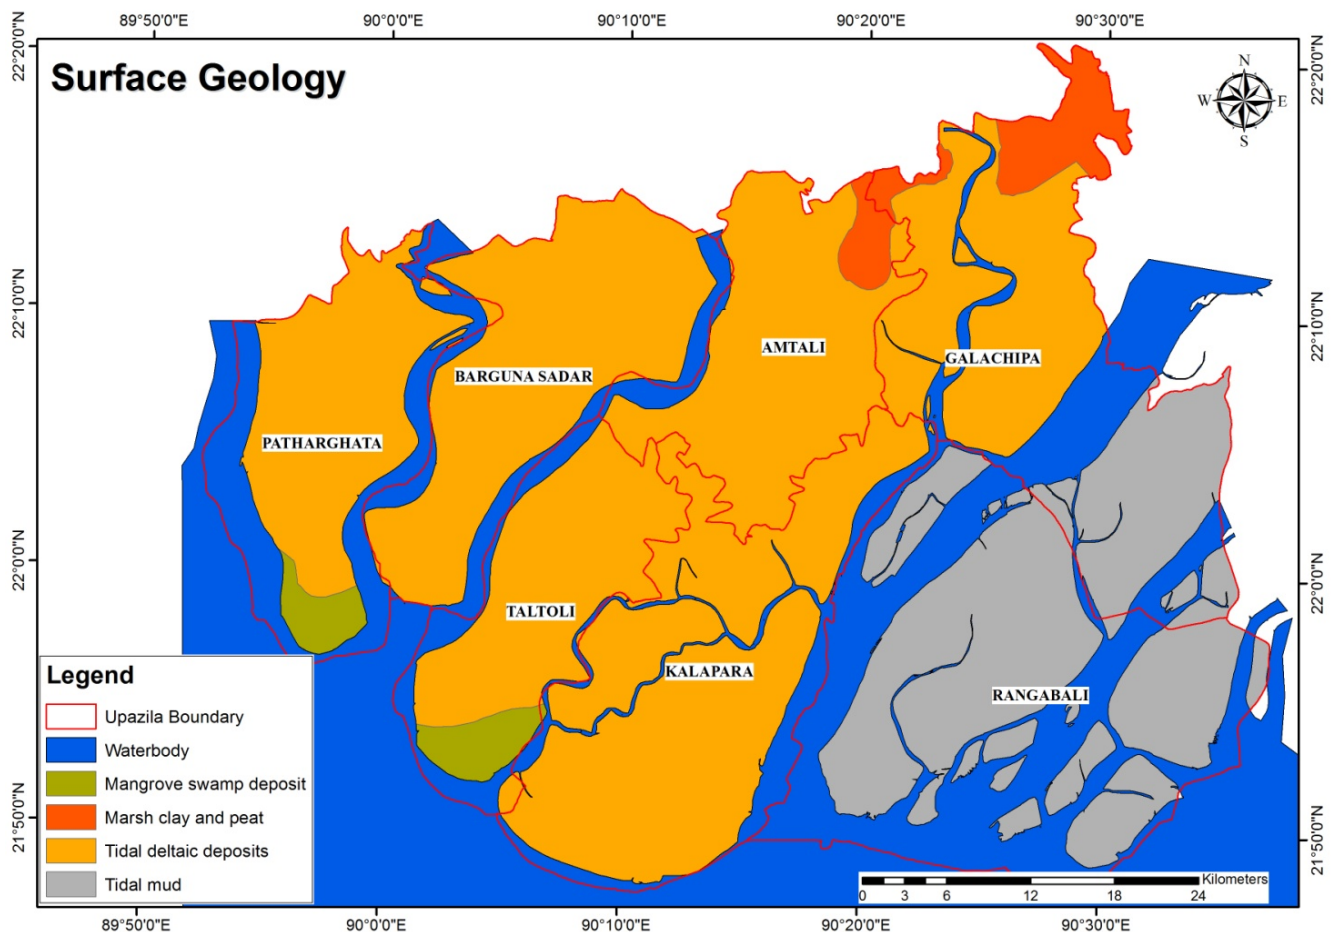 89°50'0"E 90°0'0"E 90°10'0"E 90°20'0"E 90°30'0"E
22°20'0"N
22°20'0"N
Surface Geology
N
W E
S
22°10'0"N
22°10'0"N
AMTALI
GALACHIPA
BARGUNA SADAR
PATHARGHATA
22°0'0"N
22°0'0"N
TALTOLI
KALAPARA
RANGABALI
Legend
Upazila Boundary
Waterbody
Mangrove swamp deposit
Marsh clay and peat
Tidal deltaic deposits
Tidal mud
21°50'0"N
21°50'0"N
Kilometers
0 3 6 12 18 24
89°50'0"E 90°0'0"E 90°10'0"E 90°20'0"E 90°30'0"E